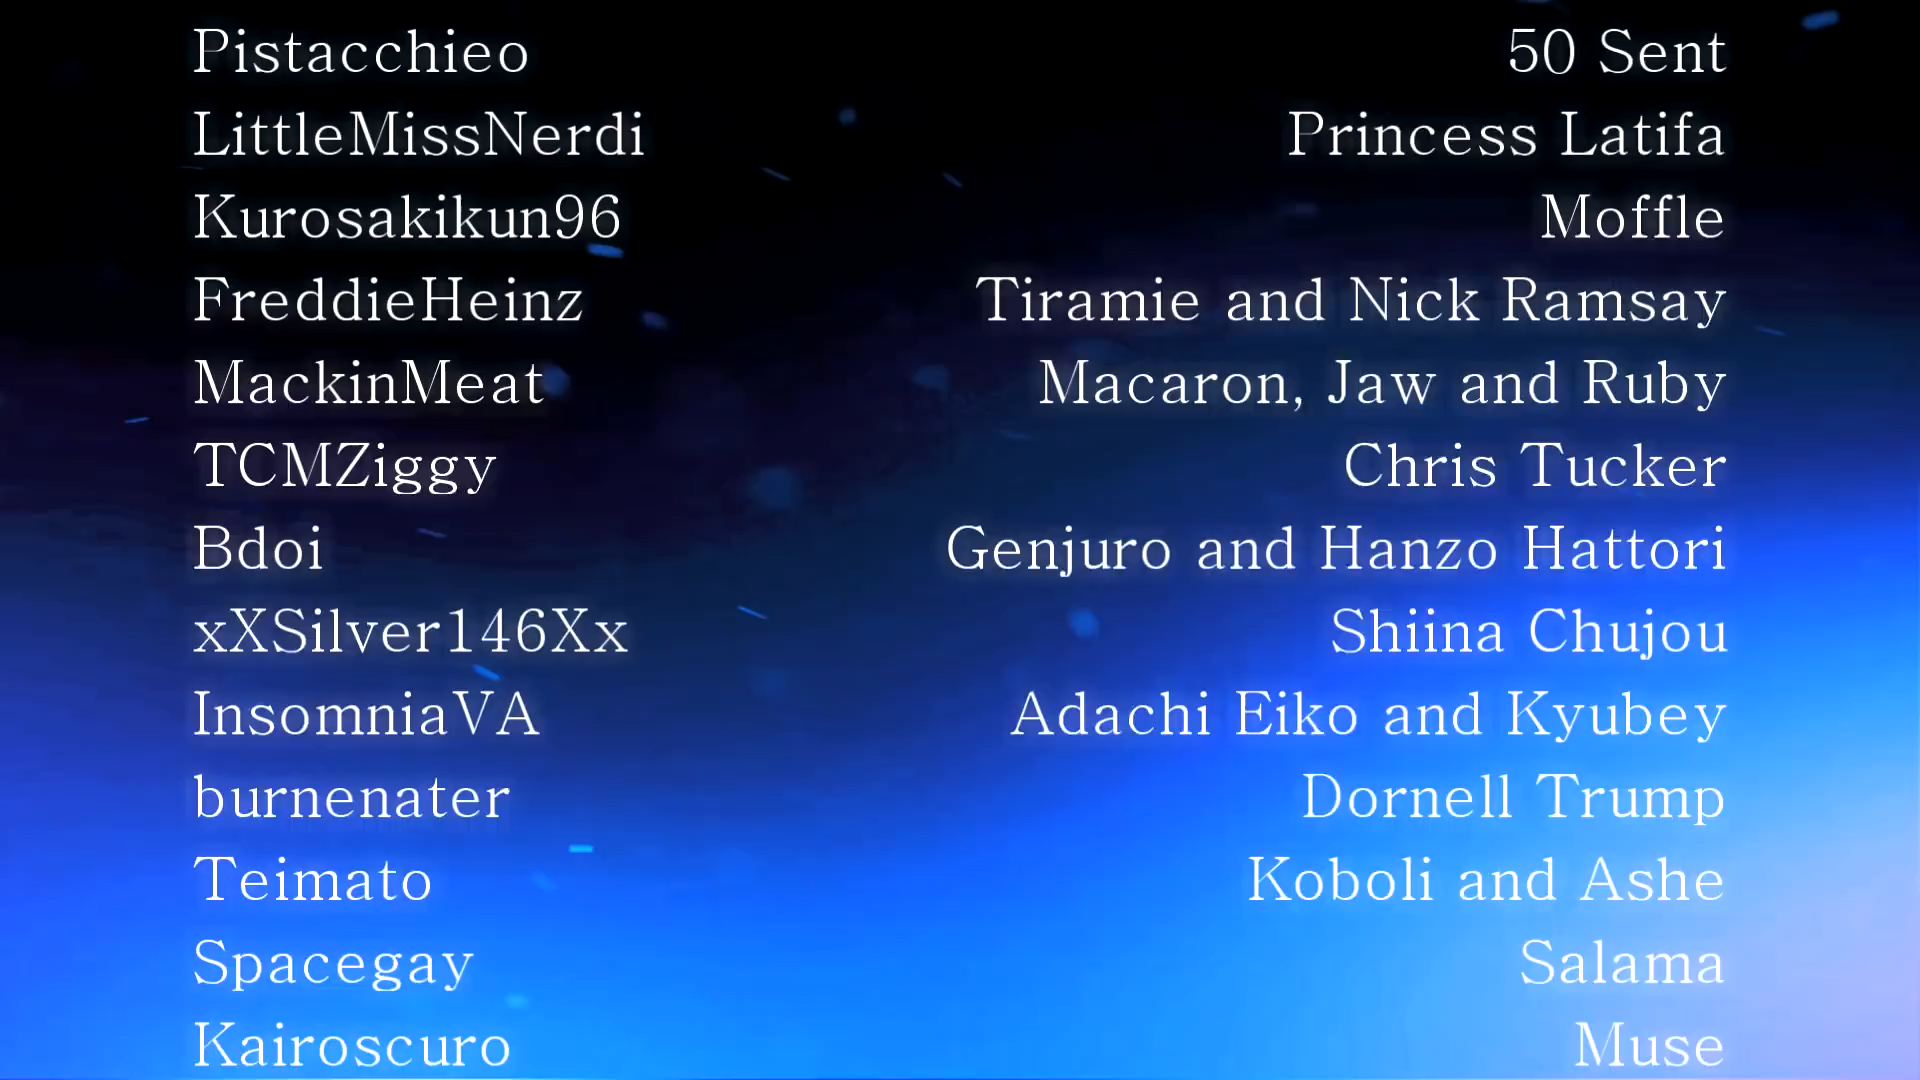 Pistacchieo 50 Sent
LittleMissNerdi Princess Latifa
Kurosakikun96 Moffle
FreddieHeinz Tiramie and Nick Ramsay
MackinMeat Macaron, Jaw and Ruby
TCMZiggy Chris Tucker
Bdoi Genjuro and Hanzo Hattori
xXSilver146Xx Shiina Chujou
InsomniaVA Adachi Eiko and Kyubey
burnenater Dornell Trump
Teimato Koboli and Ashe
Spacegay Salama
Kairoscuro Muse